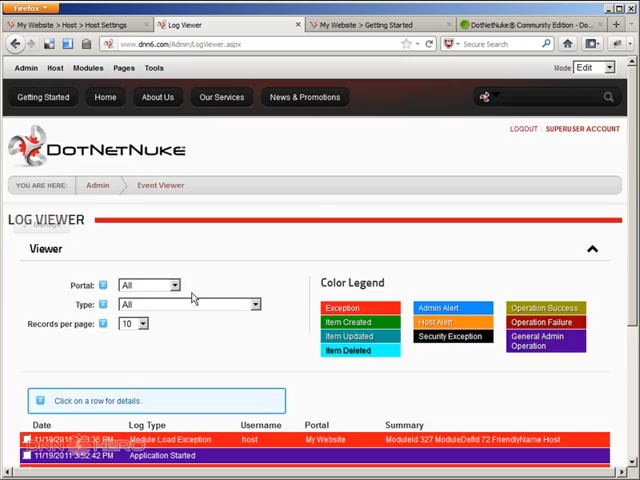 Firefox
My Website > Host > Host Settings
Log Viewer
My Website > Getting Started
DotNetNuke® Community Edition - Do...
www.dnn6.com/Admin/LogViewer.aspx
Secure Search
Admin Host Modules Pages Tools
Mode Edit
Getting Started Home About Us Our Services News & Promotions
LOGOUT SUPERUSER ACCOUNT
DOTNETNUKE
YOU ARE HERE: Admin Event Viewer
LOG VIEWER
Manage
Viewer
Portal: All
Type: All
Records per page: 10
Color Legend
Exception Admin Alert Operation Success
Item Created Host Alert Operation Failure
Item Updated Security Exception General Admin Operation
Item Deleted
Click on a row for details.
Date Log Type Username Portal Summary
11/19/2011 3:53:35 PM Module Load Exception host My Website ModuleId 327 ModuleDefId 72 FriendlyName Host
11/19/2011 3:52:42 PM Application Started
DNN HERO